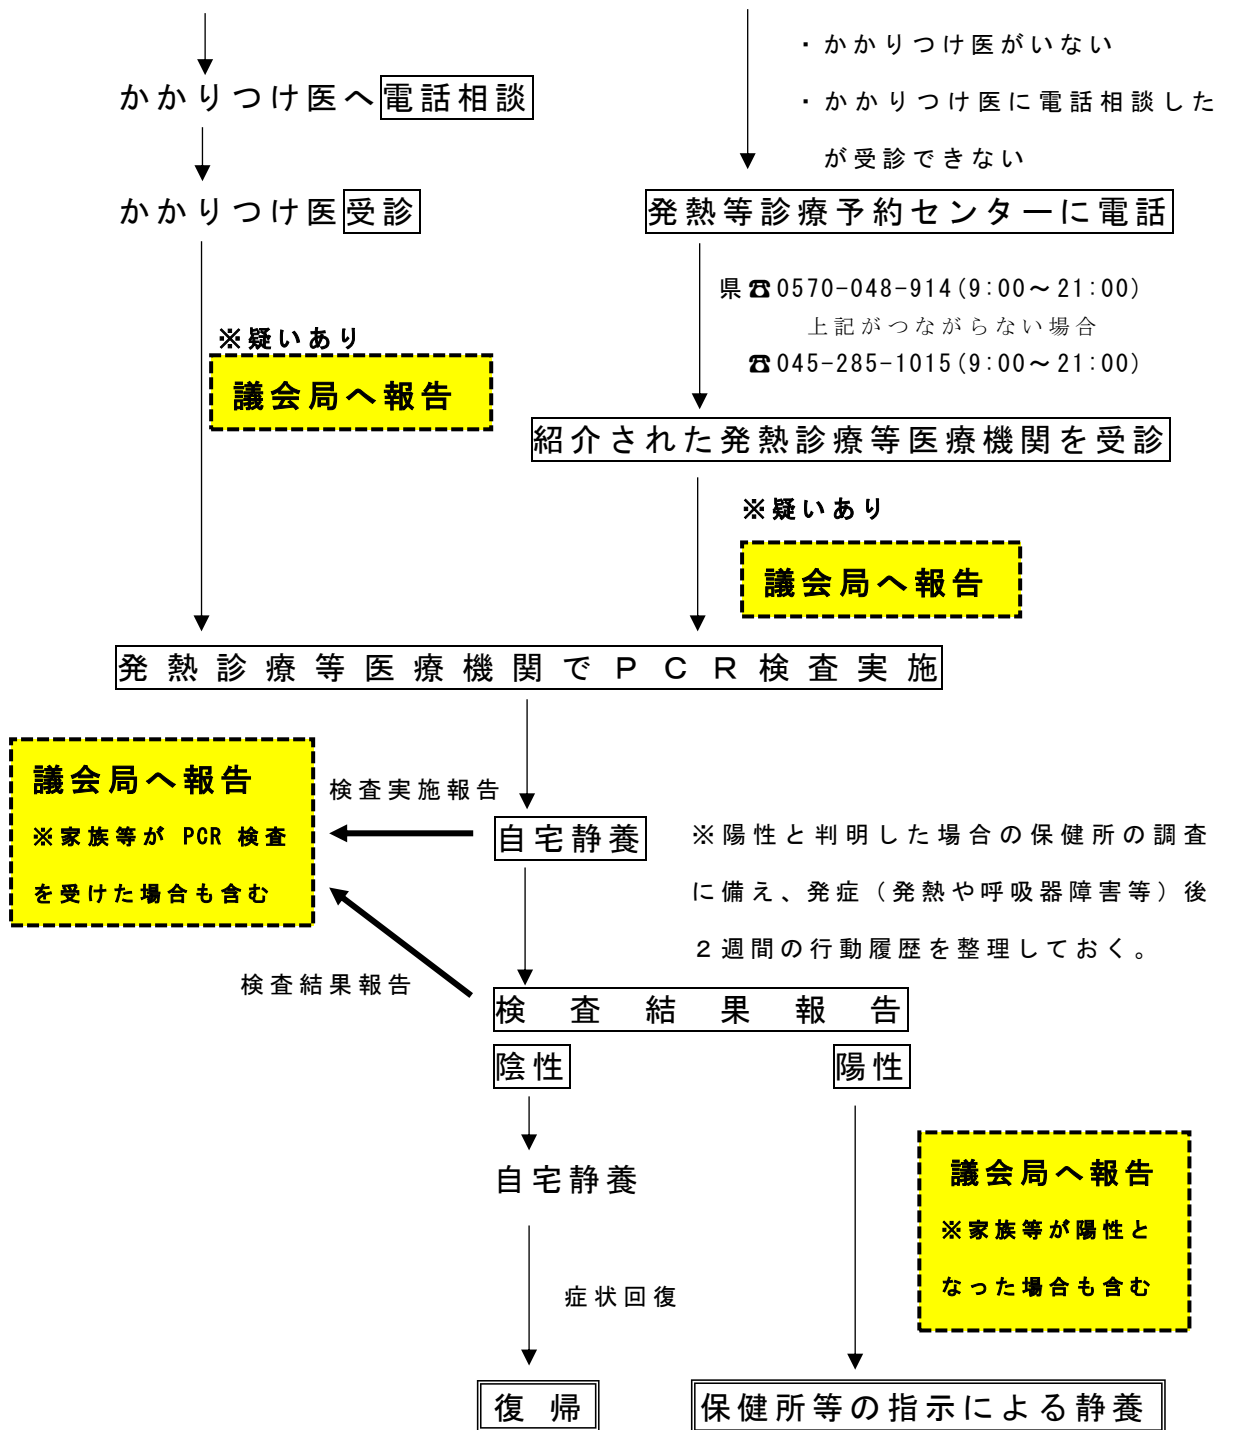 ・かかりつけ医がいない
かかりつけ医へ電話相談
・かかりつけ医に電話相談した
が受診できない
かかりつけ医受診
発熱等診療予約センターに電話
県☎0570-048-914(9:00～21:00)
上記がつながらない場合
☎045-285-1015(9:00～21:00)
※疑いあり
議会局へ報告
紹介された発熱診療等医療機関を受診
※疑いあり
議会局へ報告
発熱診療等医療機関でＰＣＲ検査実施
議会局へ報告
※家族等が PCR 検査
を受けた場合も含む
検査実施報告
自宅静養
※陽性と判明した場合の保健所の調査
に備え、発症（発熱や呼吸器障害等）後
２週間の行動履歴を整理しておく。
検査結果報告
検査結果報告
陰性
陽性
自宅静養
議会局へ報告
※家族等が陽性と
なった場合も含む
症状回復
復帰
保健所等の指示による静養